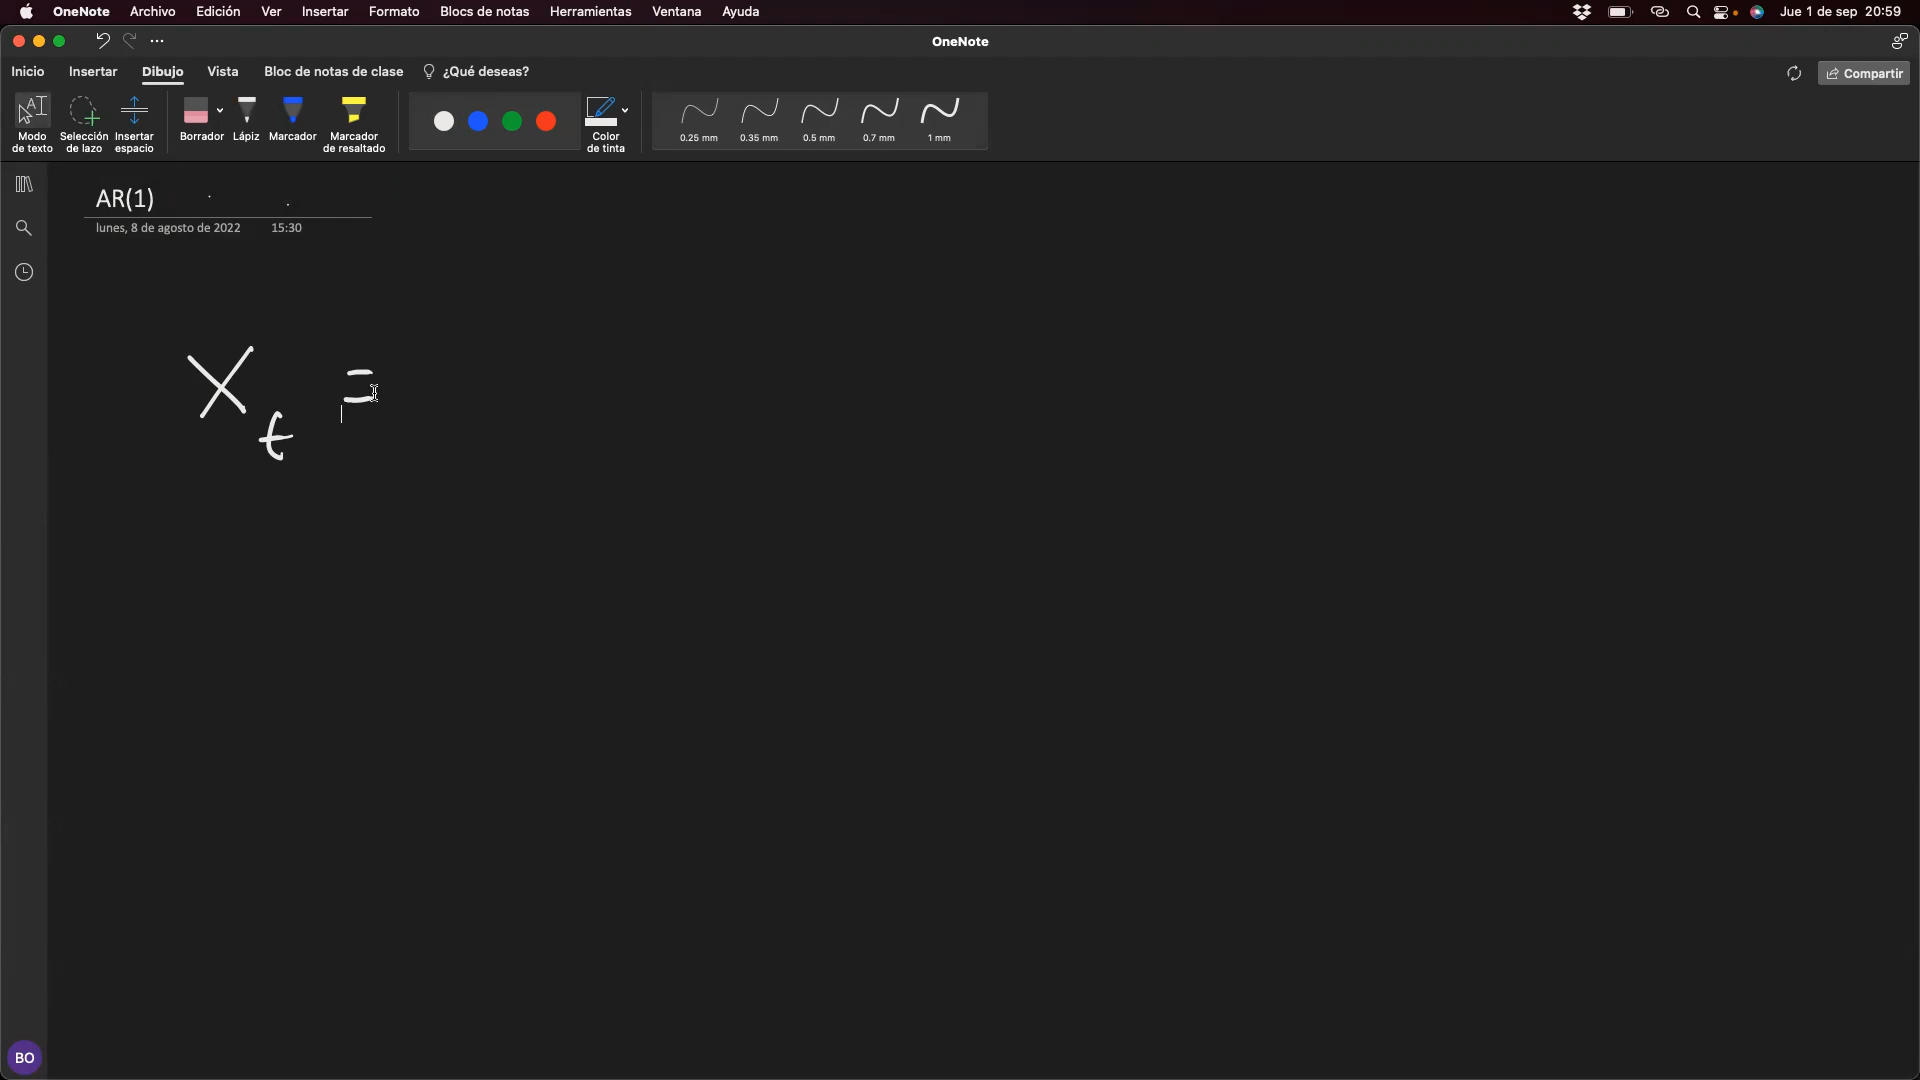 OneNote Archivo Edición Ver Insertar Formato Blocs de notas Herramientas Ventana Ayuda Jue 1 de sep 20:59
OneNote
Inicio Insertar Dibujo Vista Bloc de notas de clase ¿Qué deseas? Compartir
Modo de texto
Selección de lazo
Insertar espacio
Borrador
Lápiz
Marcador
Marcador de resaltado
Color de tinta
0.25 mm 0.35 mm 0.5 mm 0.7 mm 1 mm
AR(1)
lunes, 8 de agosto de 2022 15:30
X t =
BO